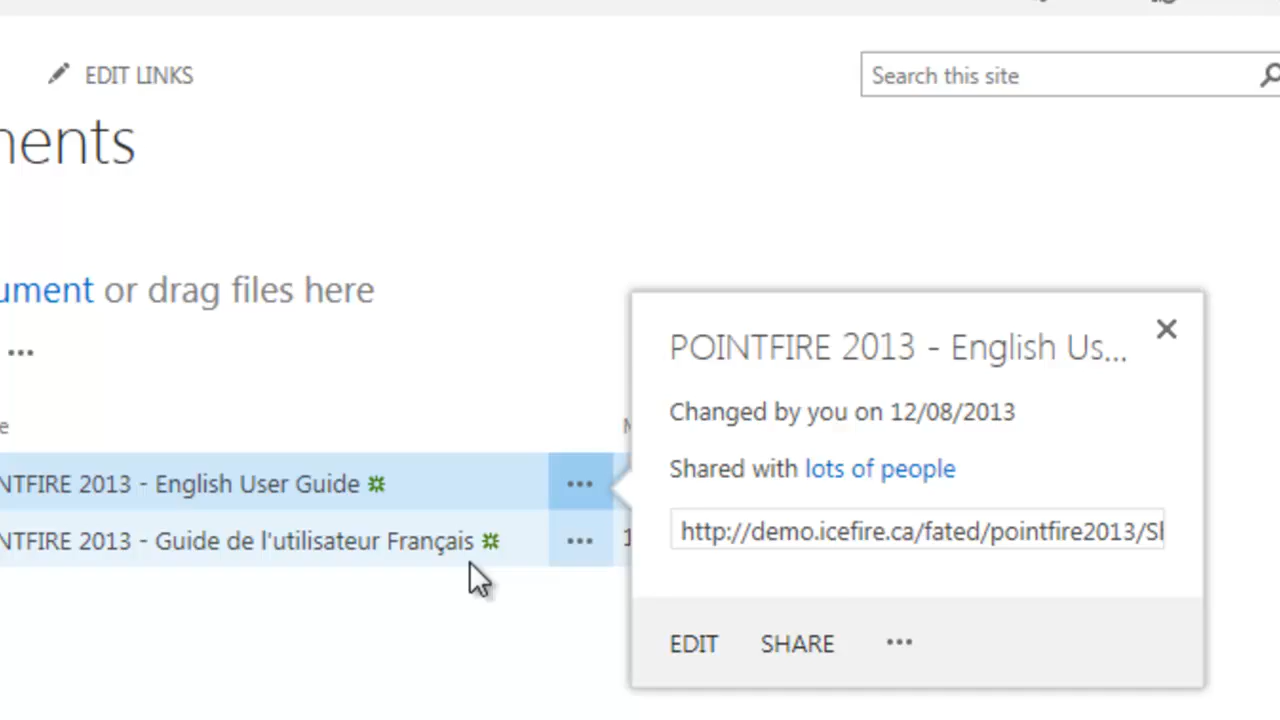 EDIT LINKS
Search this site
ments
ument or drag files here
...
e
NTFIRE 2013 - English User Guide ...
NTFIRE 2013 - Guide de l'utilisateur Français ... 1
POINTFIRE 2013 - English Us...
Changed by you on 12/08/2013
Shared with lots of people
http://demo.icefire.ca/fated/pointfire2013/Sl
EDIT SHARE ...